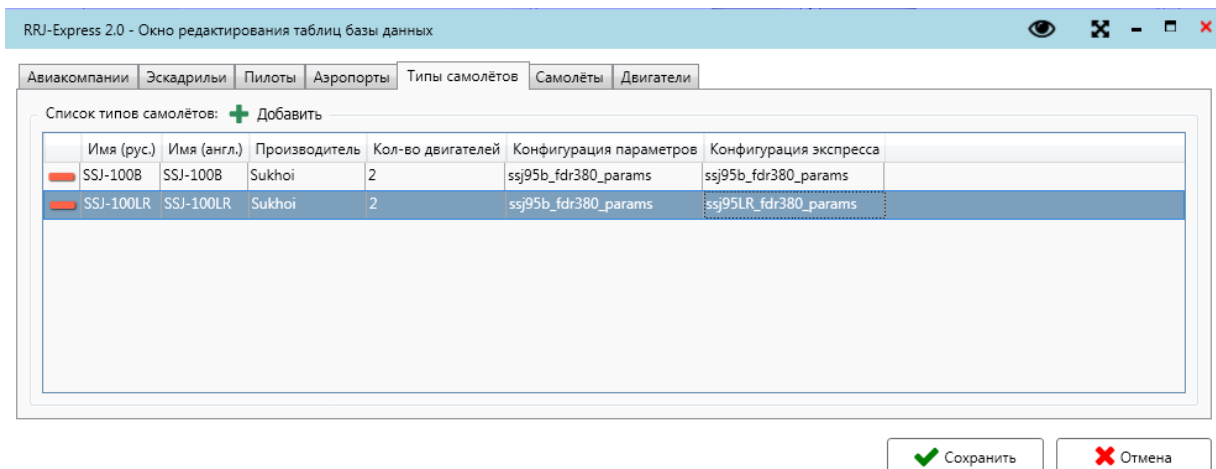 RRJ-Express 2.0 - Окно редактирования таблиц базы данных
Авиакомпании Эскадрильи Пилоты Аэропорты Типы самолётов Самолёты Двигатели
Список типов самолётов: Добавить
Имя (рус.) Имя (англ.) Производитель Кол-во двигателей Конфигурация параметров Конфигурация экспресса
SSJ-100B SSJ-100B Sukhoi 2 ssj95b_fdr380_params ssj95b_fdr380_params
SSJ-100LR SSJ-100LR Sukhoi 2 ssj95b_fdr380_params ssj95LR_fdr380_params
Сохранить Отмена